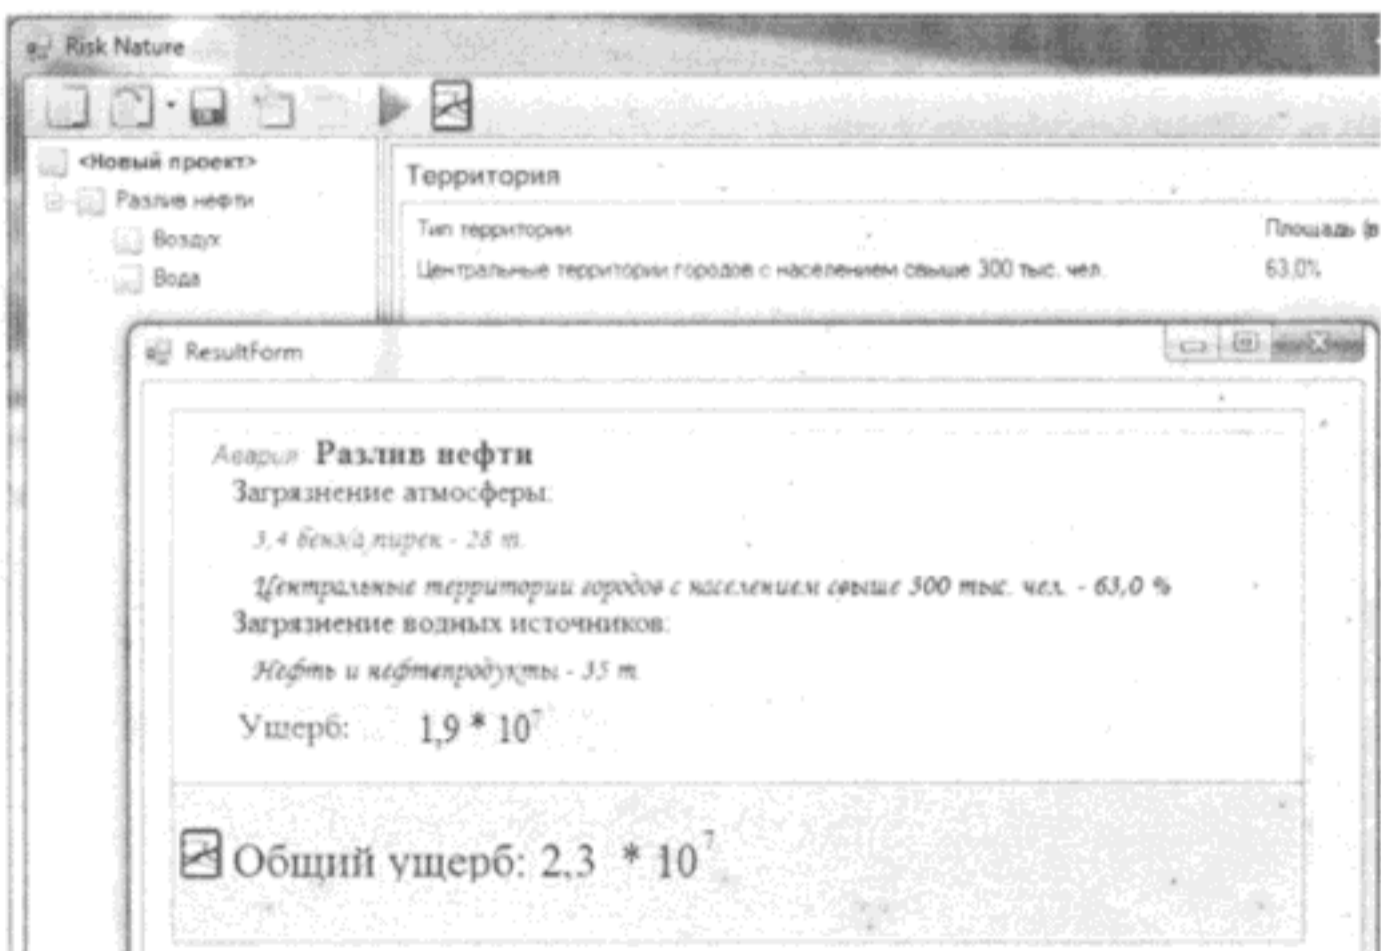 Risk Nature
<Новый проект>
Разлив нефти
Воздух
Вода
Территория
Тип территории
Площадь (в
Центральные территории городов с населением свыше 300 тыс. чел.
63,0%
ResultForm
Авария Разлив нефти
Загрязнение атмосферы:
3,4 бенз(а)пирен - 28 т.
Центральные территории городов с населением свыше 300 тыс. чел. - 63,0 %
Загрязнение водных источников:
Нефть и нефтепродукты - 35 т.
Ущерб: 1,9 * 10⁷
Общий ущерб: 2,3 * 10⁷